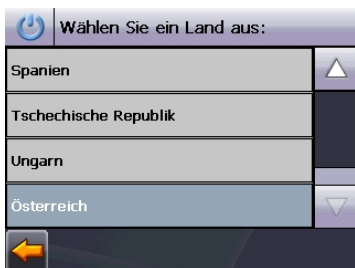 Wählen Sie ein Land aus:
Spanien
Tschechische Republik
Ungarn
Österreich